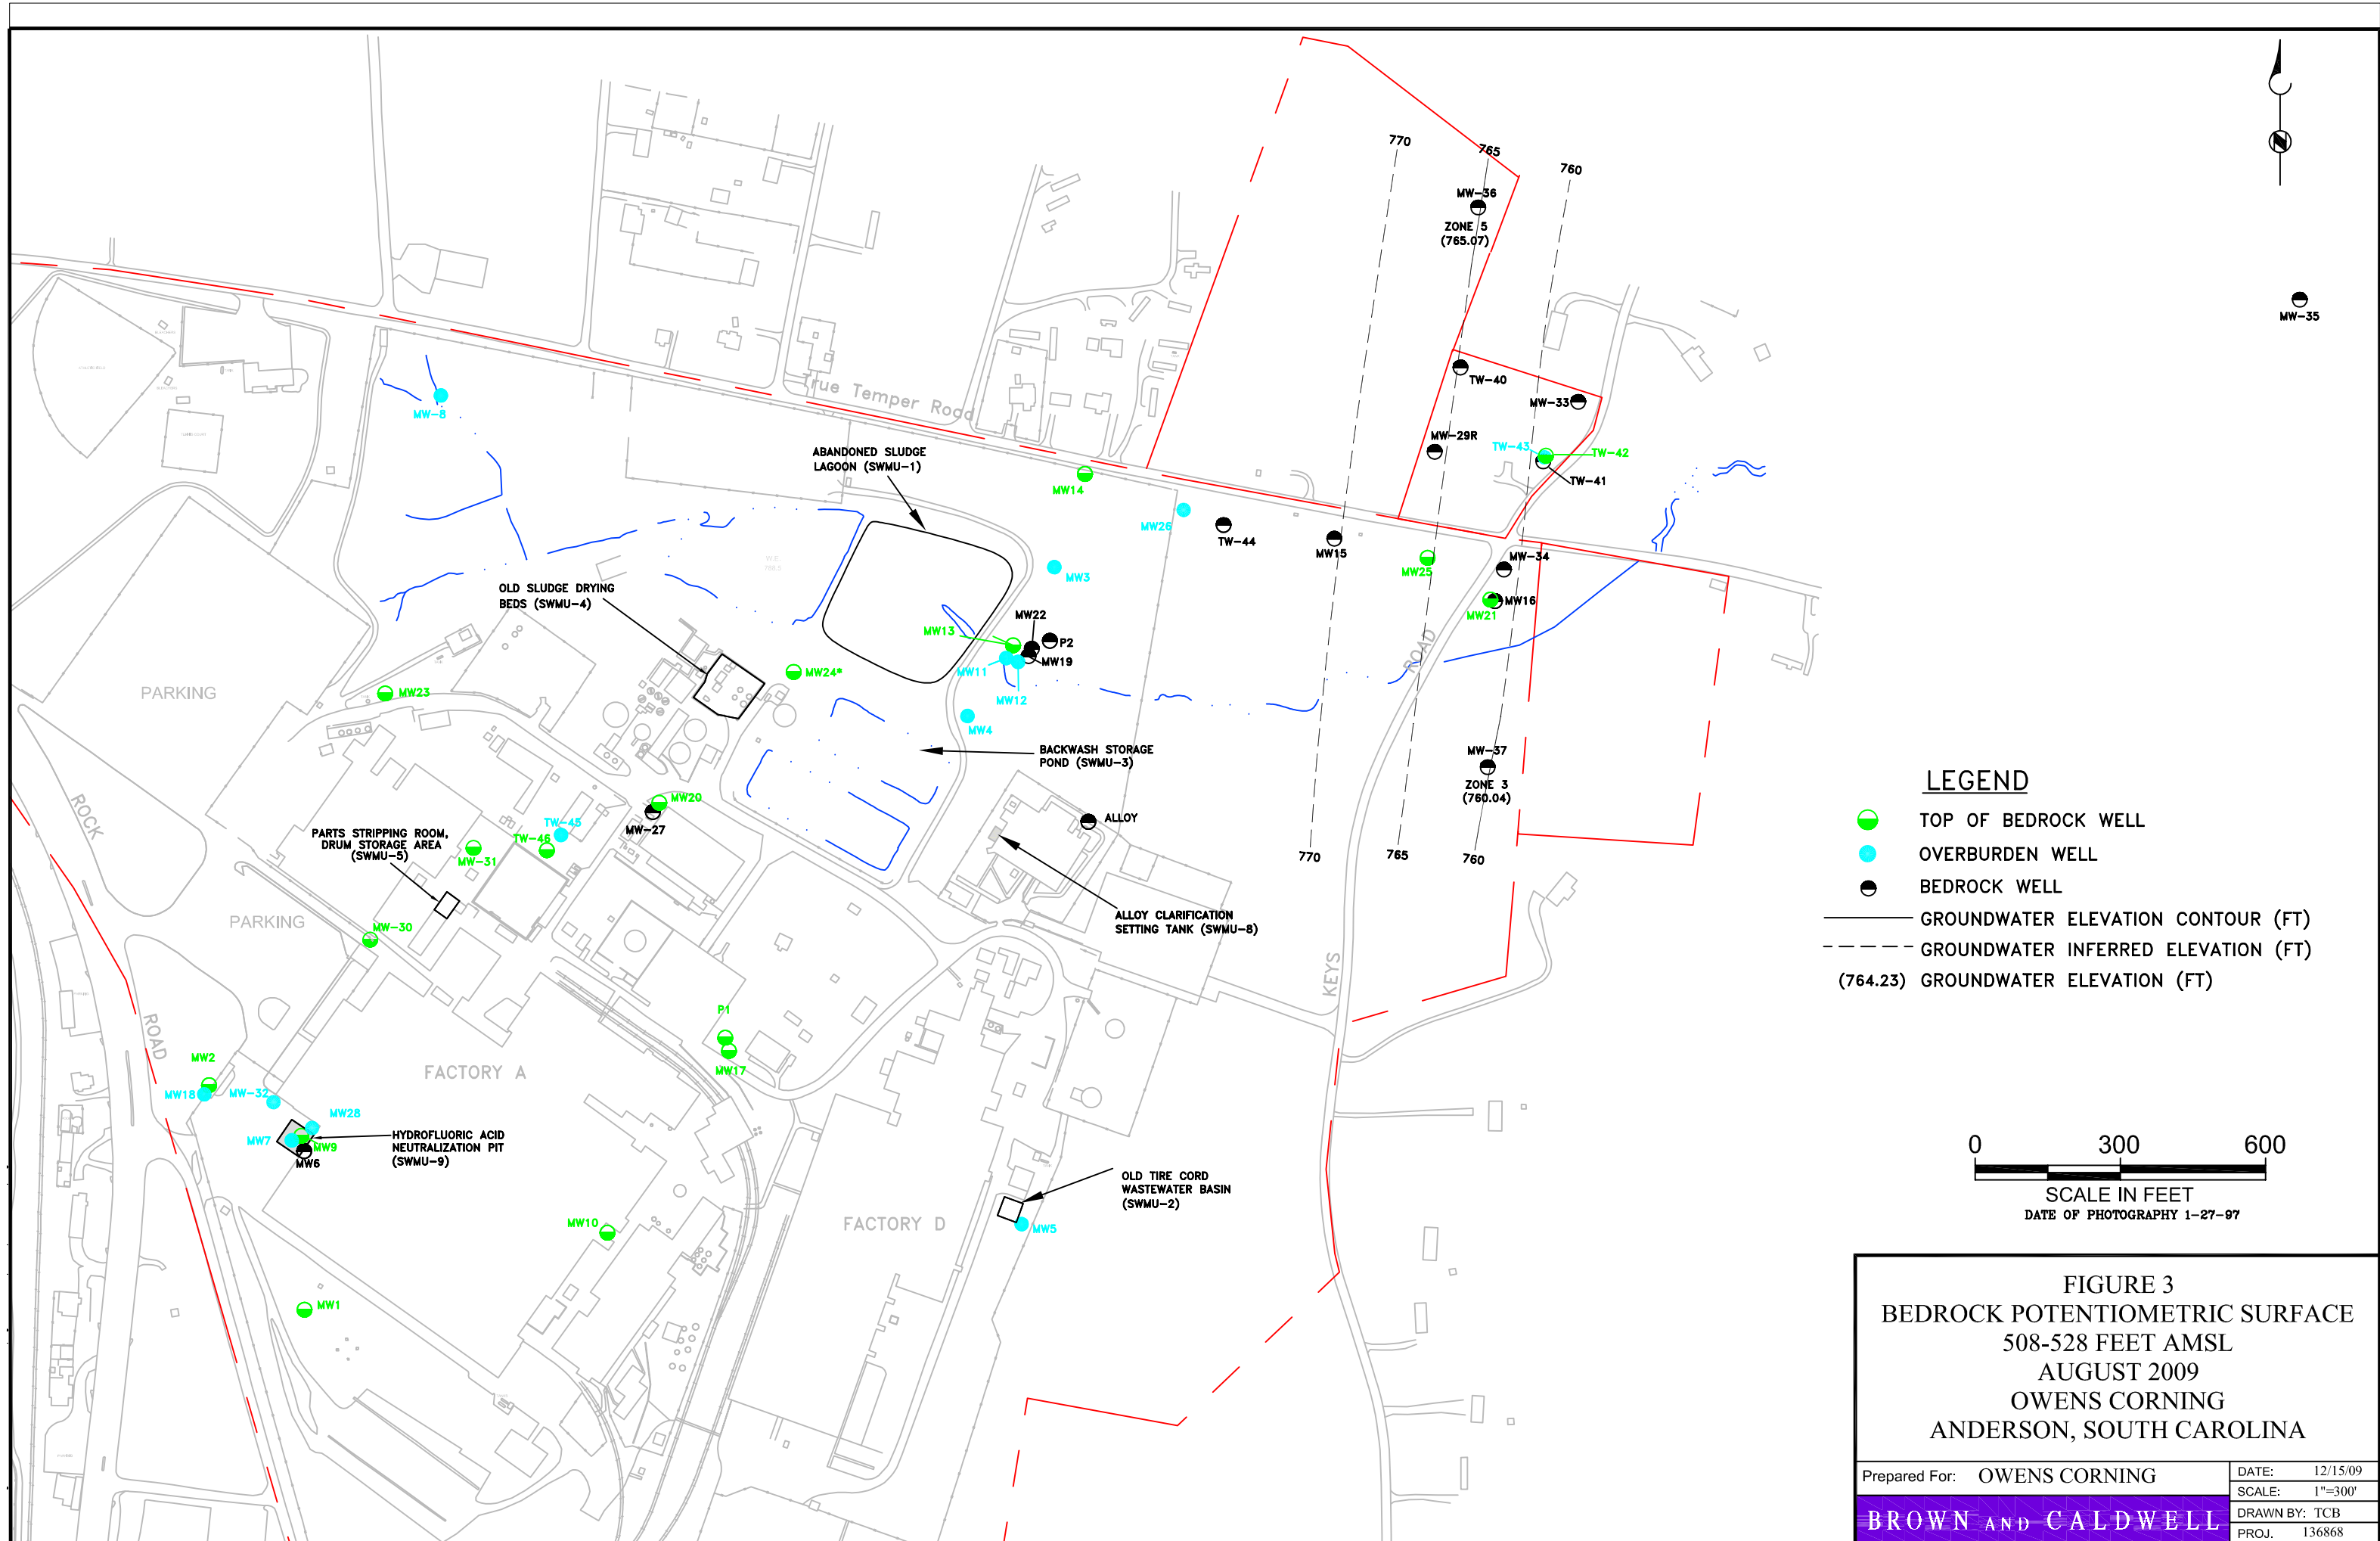 770
765
760
MW-36
ZONE 5
(765.07)
MW-35
TW-40
MW-33
MW-8
True Temper Road
MW-29R
TW-43
TW-42
TW-41
ABANDONED SLUDGE
LAGOON (SWMU-1)
MW14
MW26
TW-44
MW15
MW25
MW-34
MW3
OLD SLUDGE DRYING
BEDS (SWMU-4)
MW22
MW13
P2
MW19
MW11
MW12
MW21
MW16
ROAD
MW24*
PARKING
MW23
MW4
BACKWASH STORAGE
POND (SWMU-3)
MW-37
ZONE 3
(760.04)
ROCK
MW20
MW-27
TW-45
TW-46
MW-31
ALLOY
PARTS STRIPPING ROOM,
DRUM STORAGE AREA
(SWMU-5)
770
765
760
PARKING
MW-30
ALLOY CLARIFICATION
SETTING TANK (SWMU-8)
KEYS
ROAD
P1
MW17
FACTORY A
MW2
MW18
MW-32
MW28
MW7
MW9
MW6
HYDROFLUORIC ACID
NEUTRALIZATION PIT
(SWMU-9)
OLD TIRE CORD
WASTEWATER BASIN
(SWMU-2)
MW10
FACTORY D
MW5
MW1
LEGEND
TOP OF BEDROCK WELL
OVERBURDEN WELL
BEDROCK WELL
GROUNDWATER ELEVATION CONTOUR (FT)
GROUNDWATER INFERRED ELEVATION (FT)
(764.23) GROUNDWATER ELEVATION (FT)
0 300 600
SCALE IN FEET
DATE OF PHOTOGRAPHY 1-27-97
N
FIGURE 3
BEDROCK POTENTIOMETRIC SURFACE
508-528 FEET AMSL
AUGUST 2009
OWENS CORNING
ANDERSON, SOUTH CAROLINA
Prepared For: OWENS CORNING
DATE: 12/15/09
SCALE: 1"=300'
DRAWN BY: TCB
PROJ. 136868
BROWN AND CALDWELL